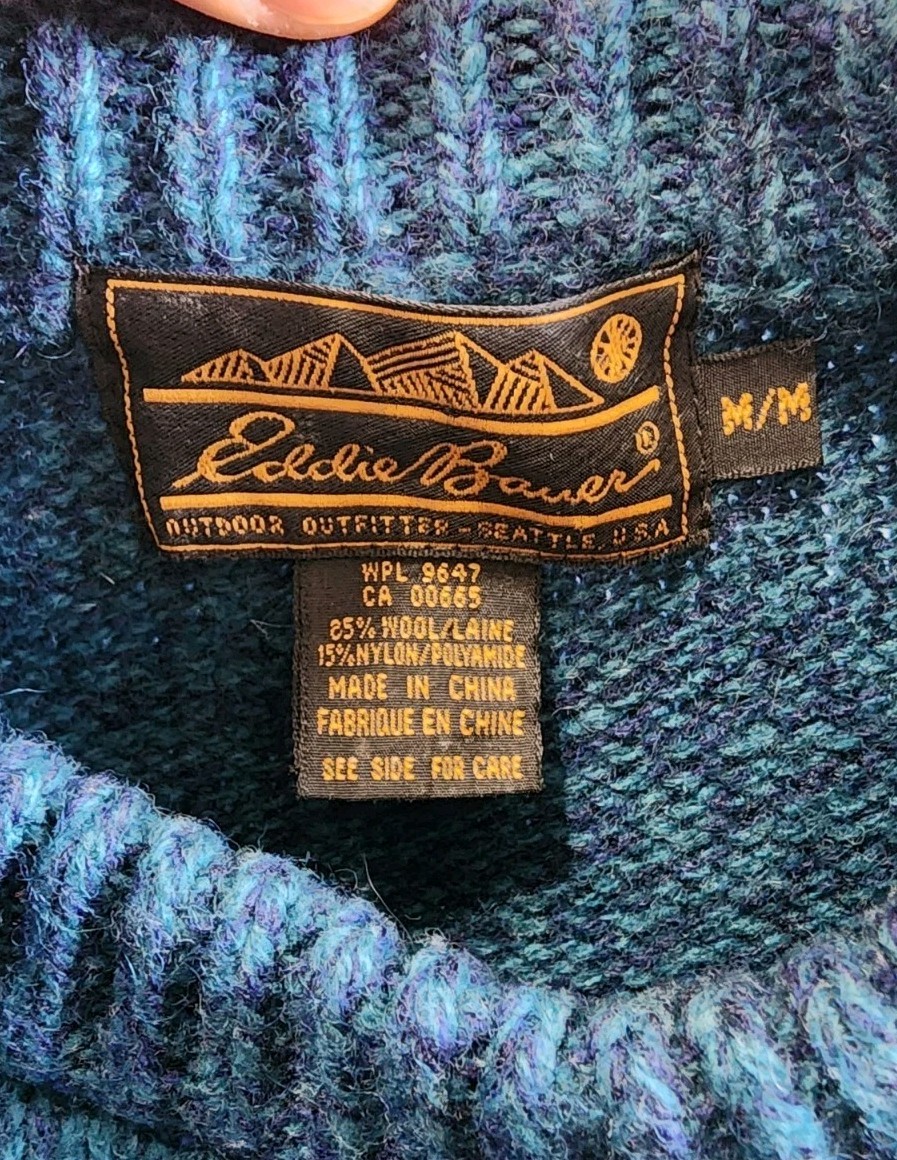 Eddie Bauer®
OUTDOOR OUTFITTER-SEATTLE, U.S.A
M/M
WPL 9647
CA 00665
85% WOOL/LAINE
15% NYLON/POLYAMIDE
MADE IN CHINA
FABRIQUE EN CHINE
SEE SIDE FOR CARE